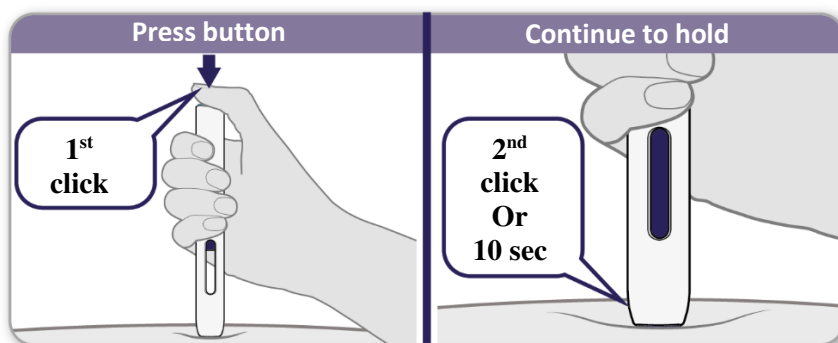 Press button
1st
click
Continue to hold
2nd
click
Or
10 sec